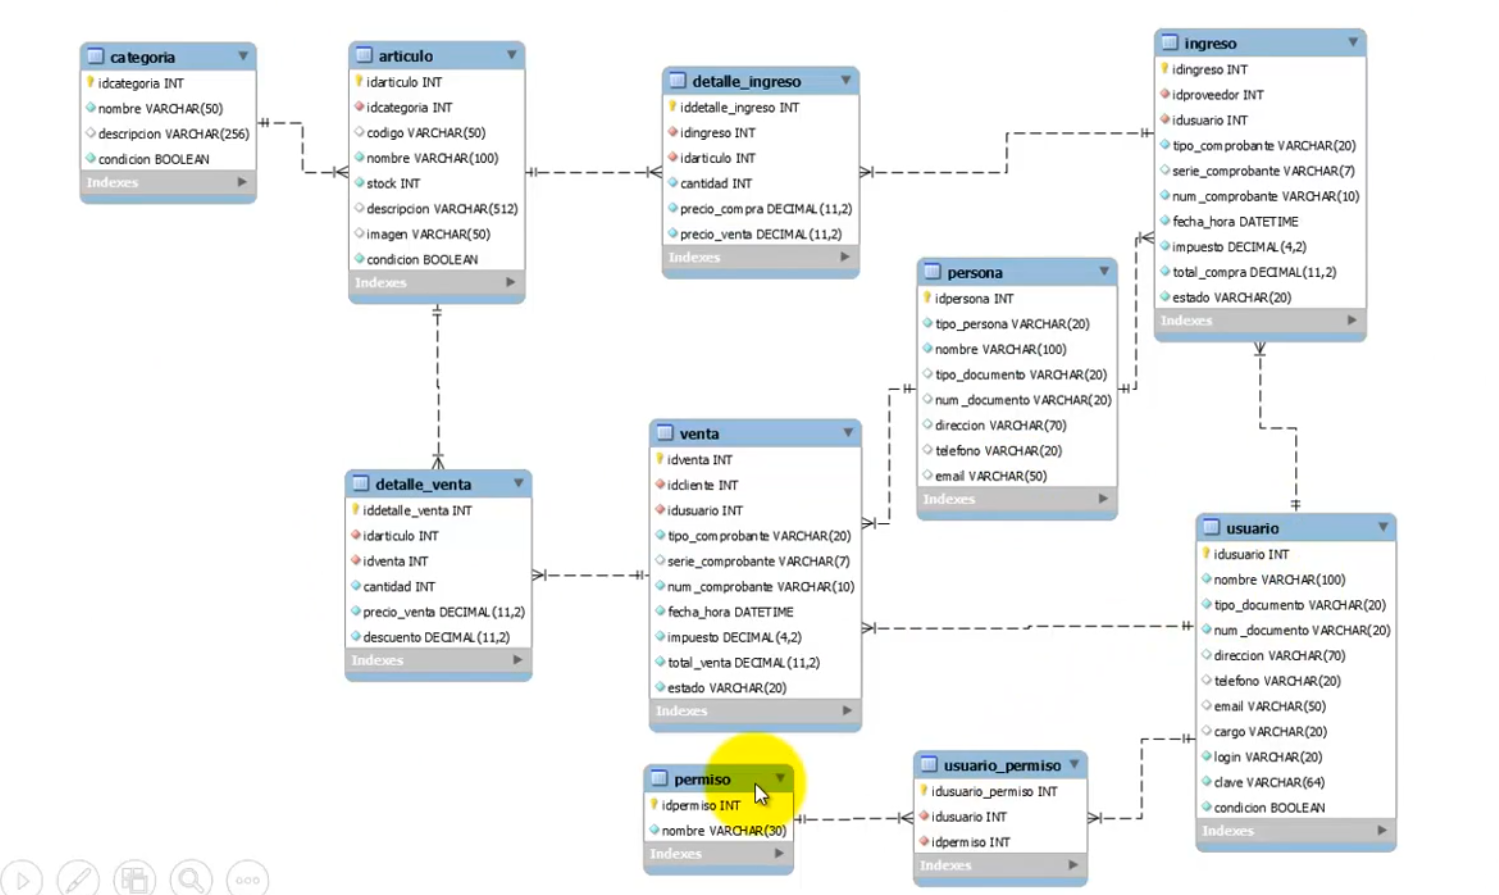 categoria
idcategoria INT
nombre VARCHAR(50)
descripcion VARCHAR(256)
condicion BOOLEAN
Indexes
articulo
idarticulo INT
idcategoria INT
codigo VARCHAR(50)
nombre VARCHAR(100)
stock INT
descripcion VARCHAR(512)
imagen VARCHAR(50)
condicion BOOLEAN
Indexes
detalle_ingreso
iddetalle_ingreso INT
idingreso INT
idarticulo INT
cantidad INT
precio_compra DECIMAL(11,2)
precio_venta DECIMAL(11,2)
Indexes
ingreso
idingreso INT
idproveedor INT
idusuario INT
tipo_comprobante VARCHAR(20)
serie_comprobante VARCHAR(7)
num_comprobante VARCHAR(10)
fecha_hora DATETIME
impuesto DECIMAL(4,2)
total_compra DECIMAL(11,2)
estado VARCHAR(20)
Indexes
persona
idpersona INT
tipo_persona VARCHAR(20)
nombre VARCHAR(100)
tipo_documento VARCHAR(20)
num_documento VARCHAR(20)
direccion VARCHAR(70)
telefono VARCHAR(20)
email VARCHAR(50)
Indexes
detalle_venta
iddetalle_venta INT
idarticulo INT
idventa INT
cantidad INT
precio_venta DECIMAL(11,2)
descuento DECIMAL(11,2)
Indexes
venta
idventa INT
idcliente INT
idusuario INT
tipo_comprobante VARCHAR(20)
serie_comprobante VARCHAR(7)
num_comprobante VARCHAR(10)
fecha_hora DATETIME
impuesto DECIMAL(4,2)
total_venta DECIMAL(11,2)
estado VARCHAR(20)
Indexes
usuario
idusuario INT
nombre VARCHAR(100)
tipo_documento VARCHAR(20)
num_documento VARCHAR(20)
direccion VARCHAR(70)
telefono VARCHAR(20)
email VARCHAR(50)
cargo VARCHAR(20)
login VARCHAR(20)
clave VARCHAR(64)
condicion BOOLEAN
Indexes
permiso
idpermiso INT
nombre VARCHAR(30)
Indexes
usuario_permiso
idusuario_permiso INT
idusuario INT
idpermiso INT
Indexes